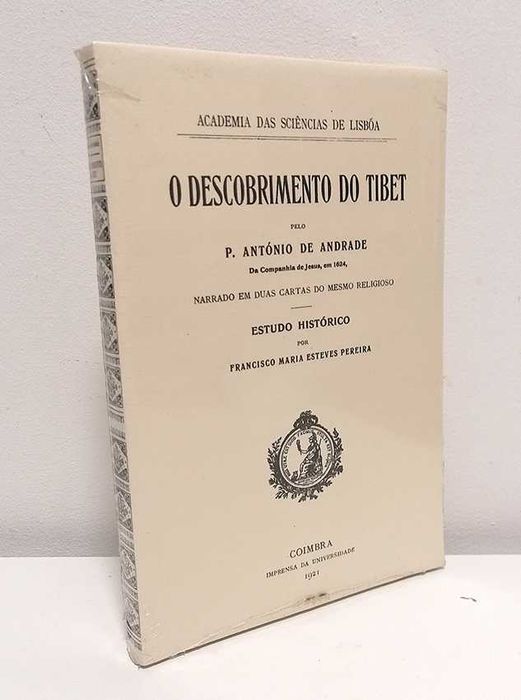 ACADEMIA DAS SCIÊNCIAS DE LISBÔA
O DESCOBRIMENTO DO TIBET
PELO
P. ANTÓNIO DE ANDRADE
Da Companhia de Jesus, em 1624,
NARRADO EM DUAS CARTAS DO MESMO RELIGIOSO
ESTUDO HISTÓRICO
POR
FRANCISCO MARIA ESTEVES PEREIRA
COIMBRA
IMPRENSA DA UNIVERSIDADE
1921